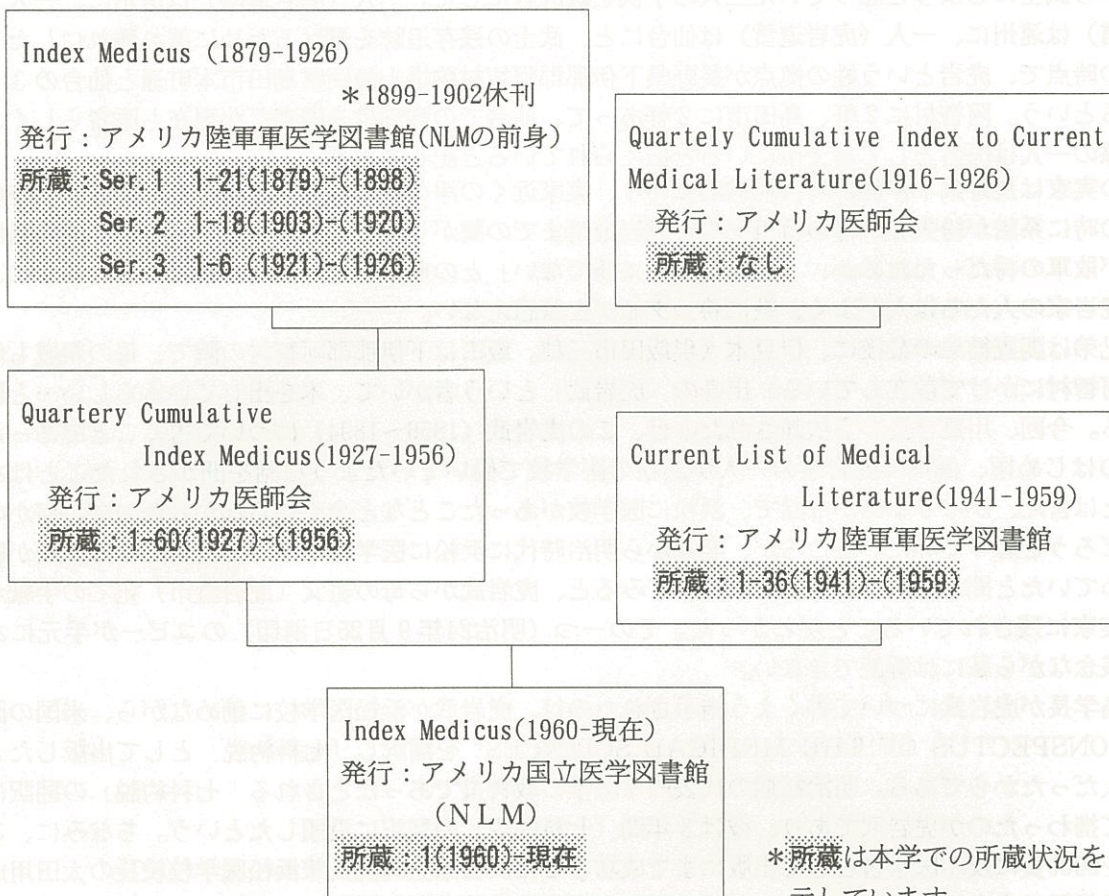 Index Medicus (1879-1926)
*1899-1902休刊
発行：アメリカ陸軍軍医学図書館(NLMの前身)
所蔵：Ser.1 1-21(1879)-(1898)
Ser.2 1-18(1903)-(1920)
Ser.3 1-6 (1921)-(1926)
Quartely Cumulative Index to Current
Medical Literature(1916-1926)
発行：アメリカ医師会
所蔵：なし
Quartery Cumulative
Index Medicus(1927-1956)
発行：アメリカ医師会
所蔵：1-60(1927)-(1956)
Current List of Medical
Literature(1941-1959)
発行：アメリカ陸軍軍医学図書館
所蔵：1-36(1941)-(1959)
Index Medicus(1960-現在)
発行：アメリカ国立医学図書館
(NLM)
所蔵：1(1960)-現在
*所蔵は本学での所蔵状況を
示しています